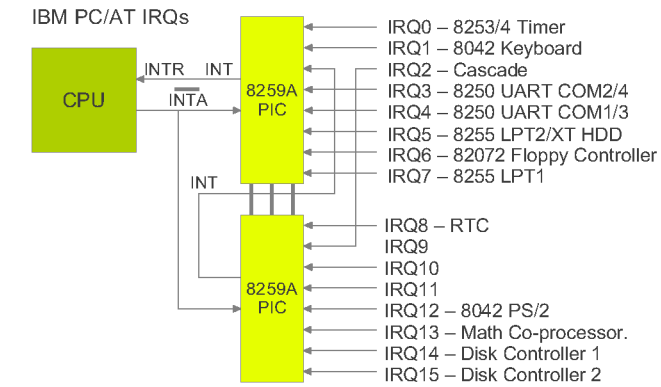 IBM PC/AT IRQs
CPU
INTR
INT
INTA
8259A
PIC
IRQ0 – 8253/4 Timer
IRQ1 – 8042 Keyboard
IRQ2 – Cascade
IRQ3 – 8250 UART COM2/4
IRQ4 – 8250 UART COM1/3
IRQ5 – 8255 LPT2/XT HDD
IRQ6 – 82072 Floppy Controller
IRQ7 – 8255 LPT1
INT
8259A
PIC
IRQ8 – RTC
IRQ9
IRQ10
IRQ11
IRQ12 – 8042 PS/2
IRQ13 – Math Co-processor.
IRQ14 – Disk Controller 1
IRQ15 – Disk Controller 2